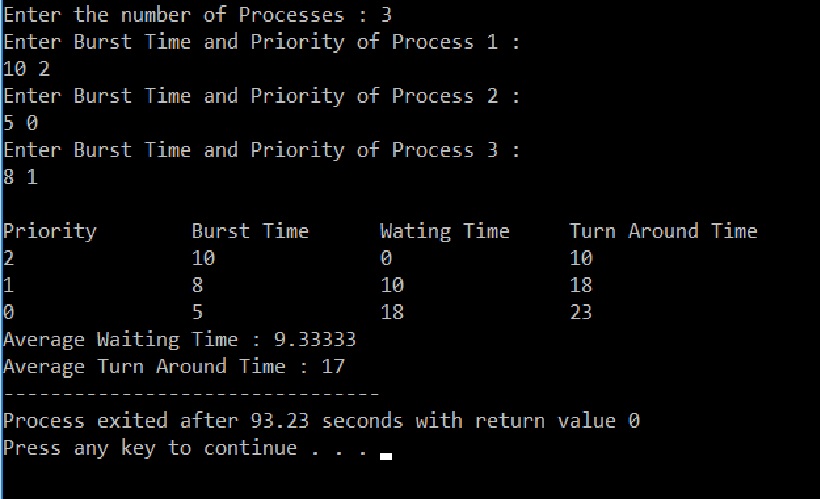 Enter the number of Processes : 3
Enter Burst Time and Priority of Process 1 :
10 2
Enter Burst Time and Priority of Process 2 :
5 0
Enter Burst Time and Priority of Process 3 :
8 1
Priority Burst Time Wating Time Turn Around Time
2 10 0 10
1 8 10 18
0 5 18 23
Average Waiting Time : 9.33333
Average Turn Around Time : 17
--------------------------------
Process exited after 93.23 seconds with return value 0
Press any key to continue . . .